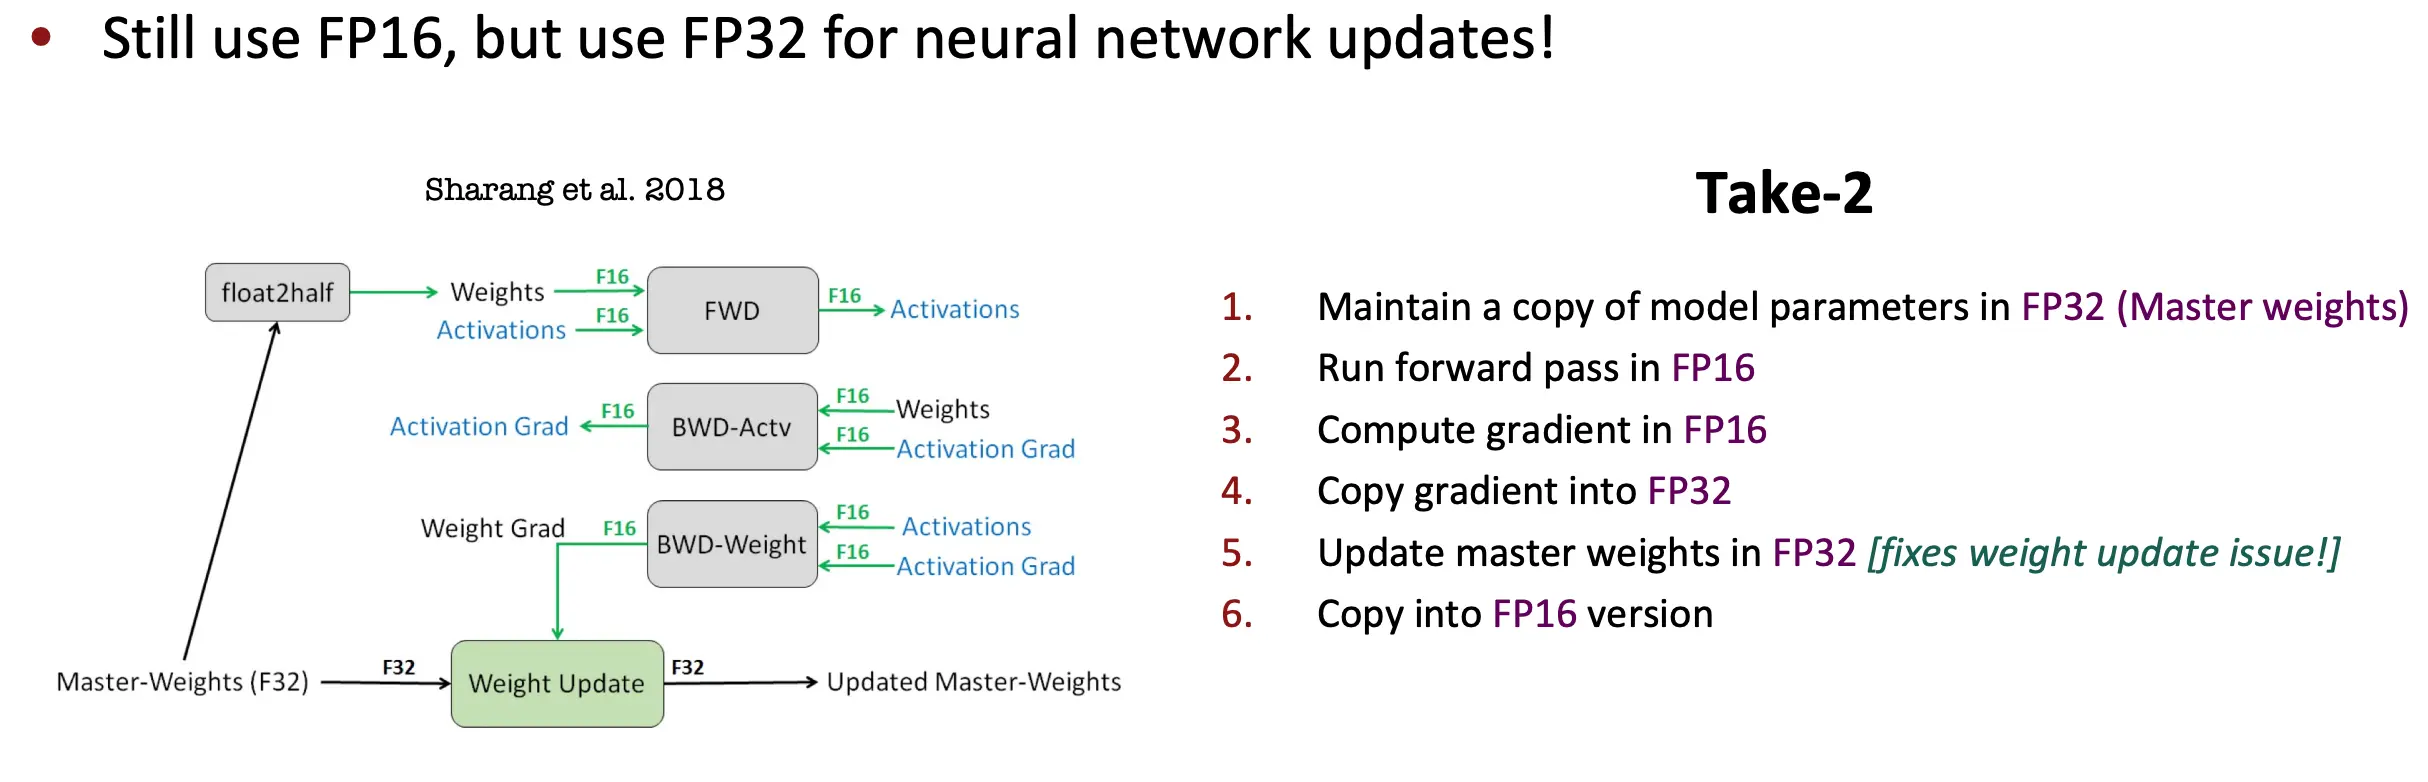 • Still use FP16, but use FP32 for neural network updates!
Sharang et al. 2018
float2half
Weights
F16
Activations
F16
FWD
F16
Activations
Activation Grad
F16
BWD-Actv
F16
Weights
F16
Activation Grad
Weight Grad
F16
BWD-Weight
F16
Activations
F16
Activation Grad
Master-Weights (F32)
F32
Weight Update
F32
Updated Master-Weights
Take-2
1. Maintain a copy of model parameters in FP32 (Master weights)
2. Run forward pass in FP16
3. Compute gradient in FP16
4. Copy gradient into FP32
5. Update master weights in FP32 [fixes weight update issue!]
6. Copy into FP16 version